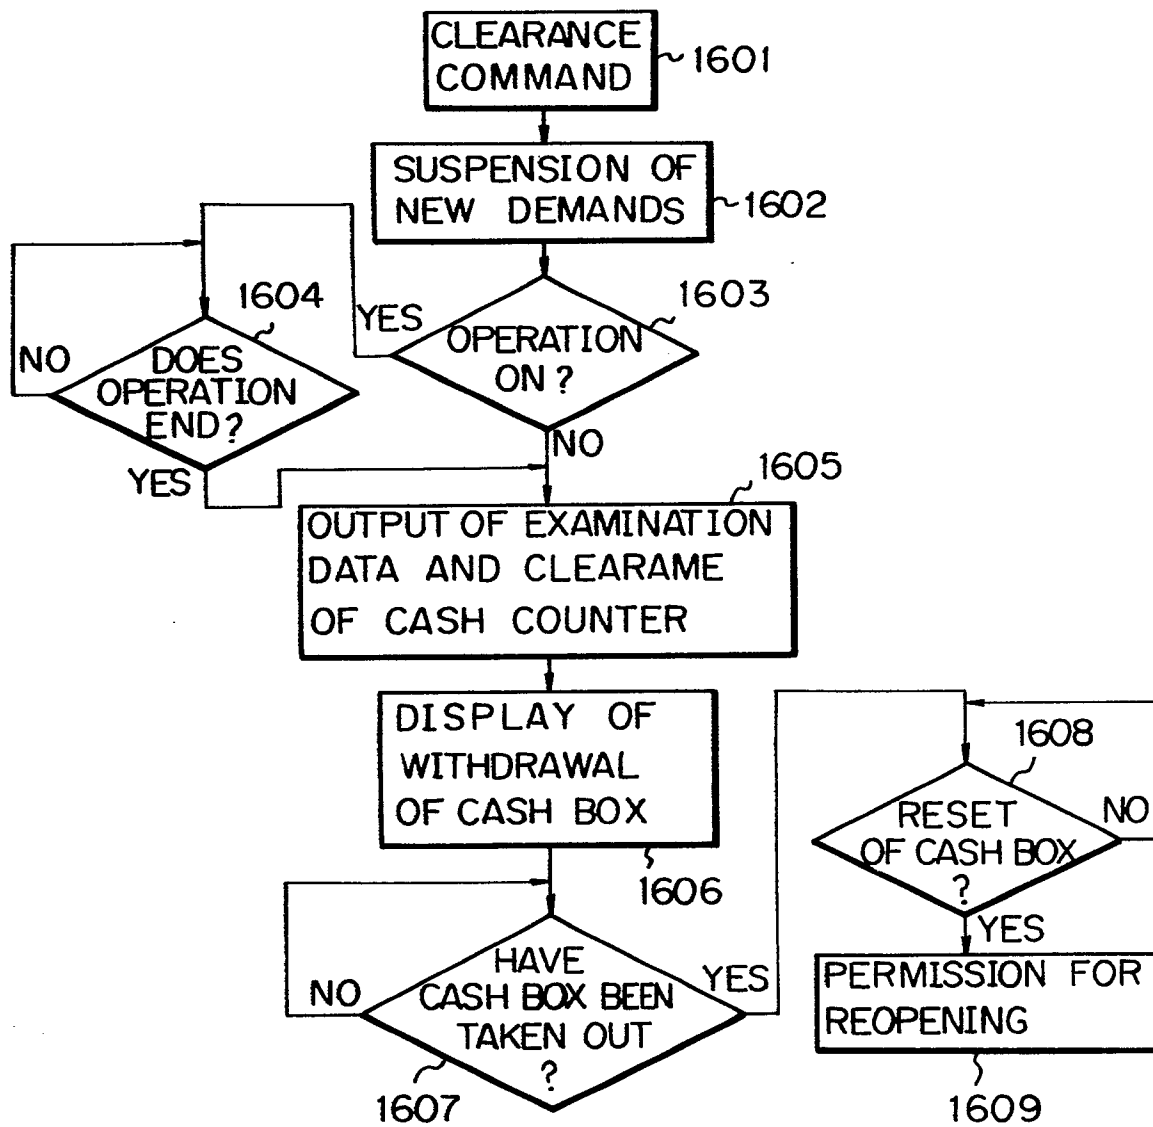 CLEARANCE
COMMAND
1601
SUSPENSION OF
NEW DEMANDS
1602
1603
YES
OPERATION
ON?
NO
1604
NO
DOES
OPERATION
END?
YES
1605
OUTPUT OF EXAMINATION
DATA AND CLEARAME
OF CASH COUNTER
DISPLAY OF
WITHDRAWAL
OF CASH BOX
1606
HAVE
CASH BOX BEEN
TAKEN OUT
?
NO
YES
1607
1608
RESET
OF CASH BOX
?
NO
YES
PERMISSION FOR
REOPENING
1609